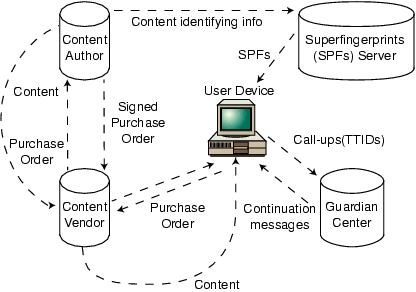 Content
Author
Content identifying info
Superfingerprints
(SPFs) Server
SPFs
User Device
Content
Signed
Purchase
Order
Purchase
Order
Call-ups(TTIDs)
Content
Vendor
Purchase
Order
Continuation
messages
Guardian
Center
Content